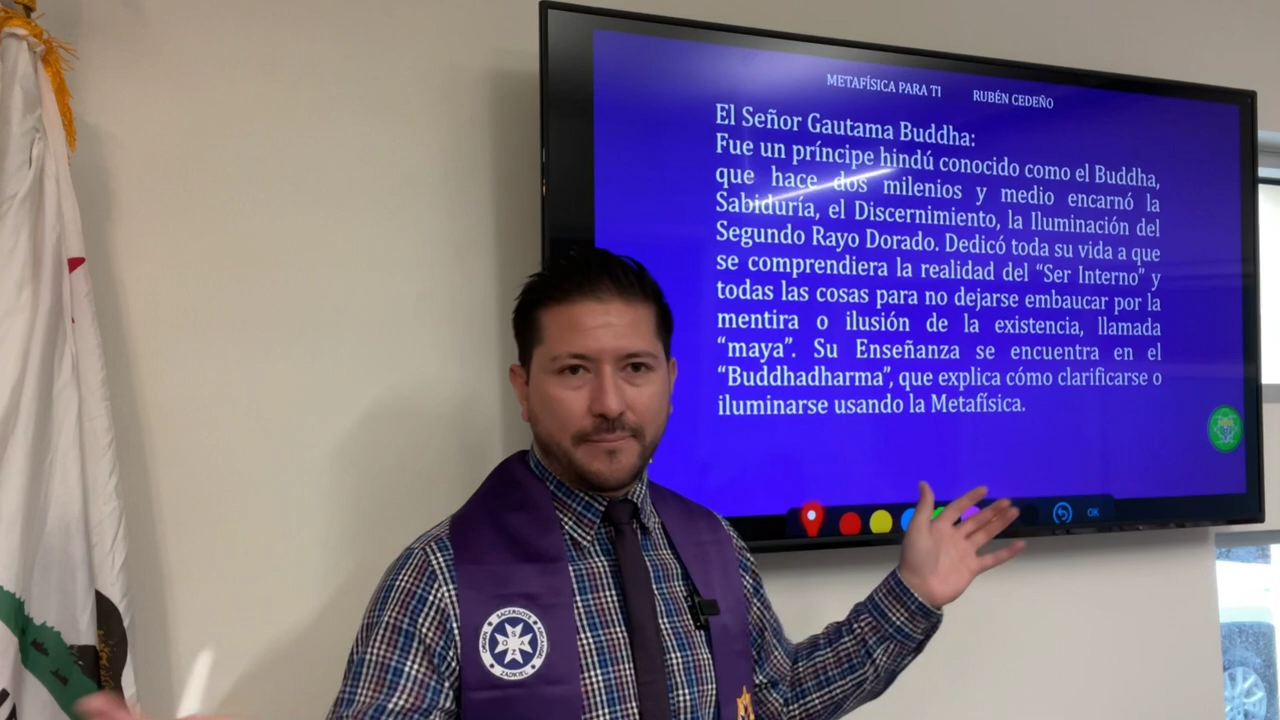 METAFÍSICA PARA TI RUBÉN CEDEÑO
El Señor Gautama Buddha:
Fue un príncipe hindú conocido como el Buddha,
que hace dos milenios y medio encarnó la
Sabiduría, el Discernimiento, la Iluminación del
Segundo Rayo Dorado. Dedicó toda su vida a que
se comprendiera la realidad del “Ser Interno” y
todas las cosas para no dejarse embaucar por la
mentira o ilusión de la existencia, llamada
“maya”. Su Enseñanza se encuentra en el
“Buddhadharma”, que explica cómo clarificarse o
iluminarse usando la Metafísica.
OK
ORDEN SACERDOTE ARCÁNGEL
ZADKIEL
O S A Z